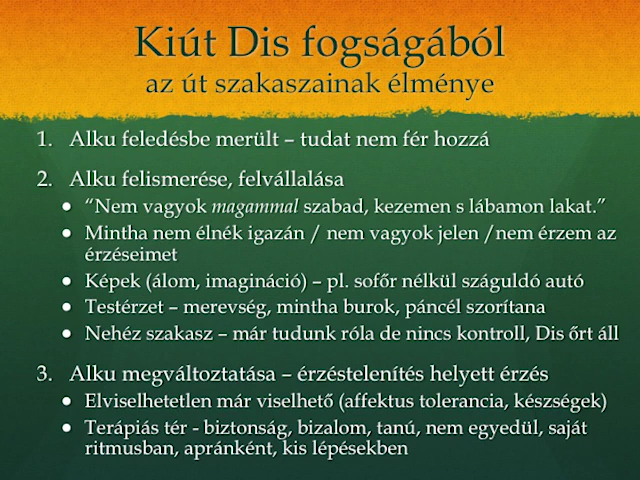 Kiút Dis fogságából
az út szakaszainak élménye
1. Alku feledésbe merült – tudat nem fér hozzá
2. Alku felismerése, felvállalása
• “Nem vagyok magammal szabad, kezemen s lábamon lakat.”
• Mintha nem élnék igazán / nem vagyok jelen /nem érzem az
érzéseimet
• Képek (álom, imagináció) – pl. sofőr nélkül száguldó autó
• Testérzet – merevség, mintha burok, páncél szorítana
• Nehéz szakasz – már tudunk róla de nincs kontroll, Dis őrt áll
3. Alku megváltoztatása – érzéstelenítés helyett érzés
• Elviselhetetlen már viselhető (affektus tolerancia, készségek)
• Terápiás tér - biztonság, bizalom, tanú, nem egyedül, saját
ritmusban, apránként, kis lépésekben